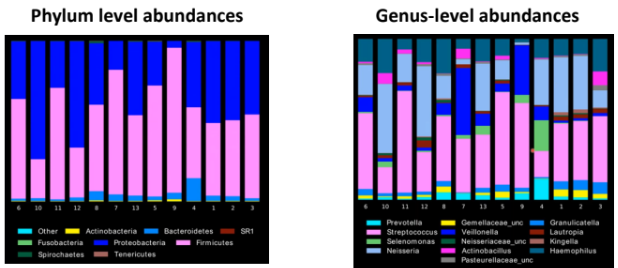 Phylum level abundances
Genus-level abundances
6 10 11 12 8 7 13 5 9 4 1 2 3
Other Actinobacteria Bacteroidetes SR1
Fusobacteria Proteobacteria Firmicutes
Spirochaetes Tenericutes
6 10 11 12 8 7 13 5 9 4 1 2 3
Prevotella Gemellaceae_unc Granulicatella
Streptococcus Veillonella Lautropia
Selenomonas Neisseriaceae_unc Kingella
Neisseria Actinobacillus Haemophilus
Pasteurellaceae_unc